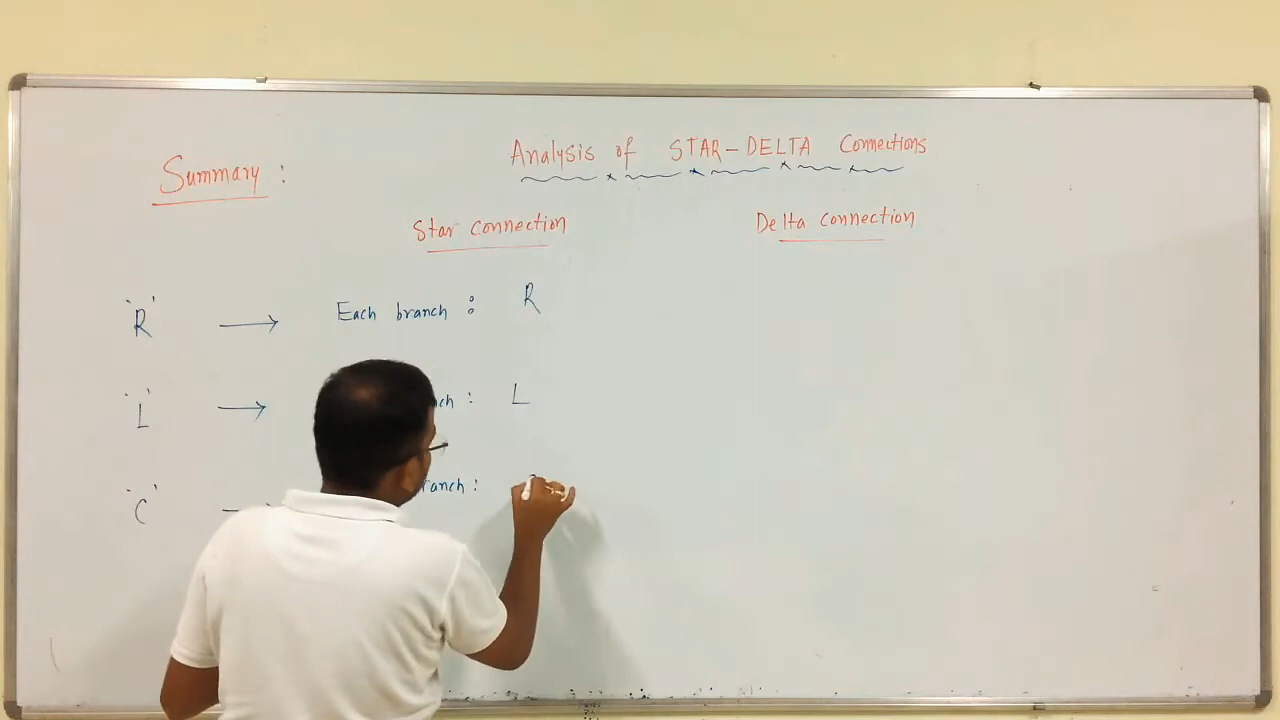 Analysis of STAR-DELTA Connections
Summary :
Star connection
Delta connection
'R' → Each branch : R
'L' → : L
'C' → :